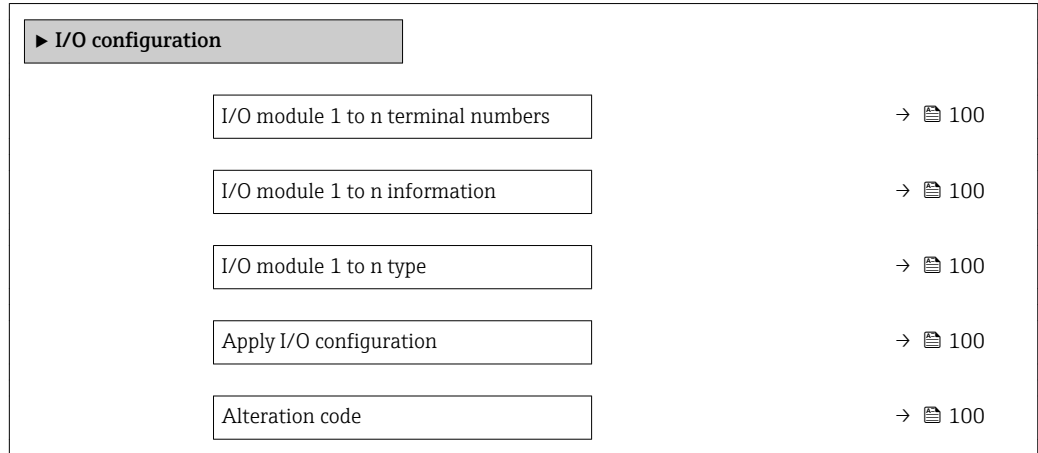 ▶ I/O configuration
I/O module 1 to n terminal numbers → 100
I/O module 1 to n information → 100
I/O module 1 to n type → 100
Apply I/O configuration → 100
Alteration code → 100